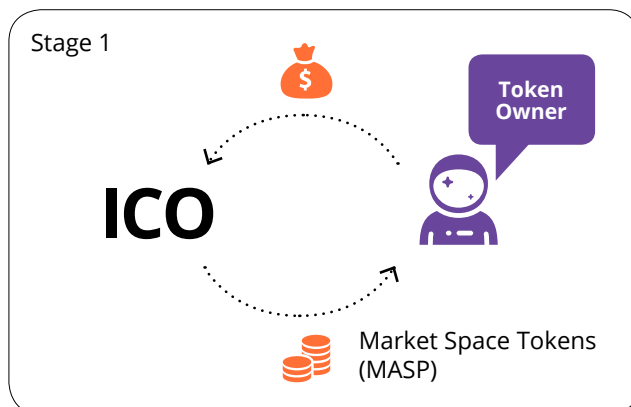 Stage 1
$
Token
Owner
ICO
Market Space Tokens
(MASP)